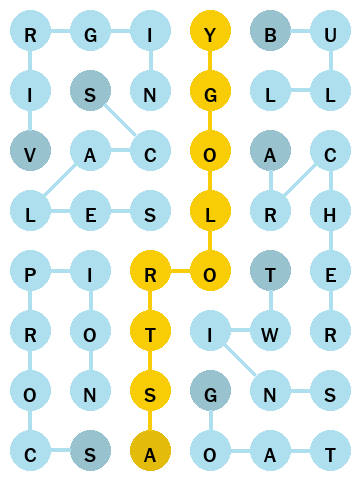 R G I Y B U
I S N G L L
V A C O A C
L E S L R H
P I R O T E
R O T I W R
O N S G N S
C S A O A T